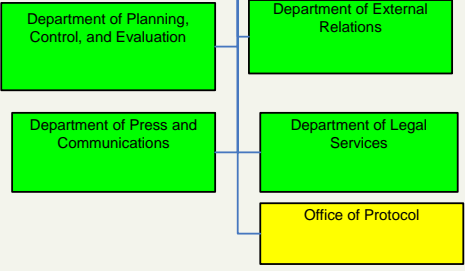 Department of Planning,
Control, and Evaluation
Department of External
Relations
Department of Press and
Communications
Department of Legal
Services
Office of Protocol